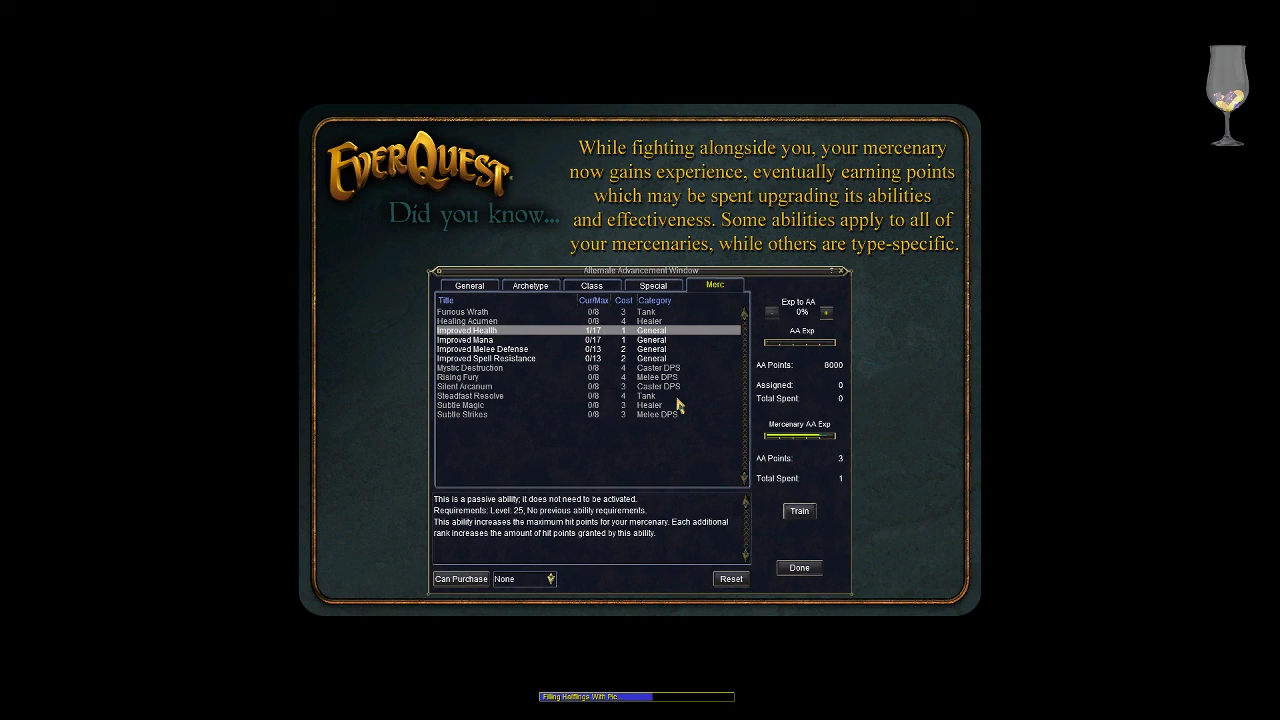 EVERQUEST
Did you know...
While fighting alongside you, your mercenary
now gains experience, eventually earning points
which may be spent upgrading its abilities
and effectiveness. Some abilities apply to all of
your mercenaries, while others are type-specific.
Alternate Advancement Window
General Archetype Class Special Merc
Title Cur/Max Cost Category
Furious Wrath 0/8 3 Tank
Healing Acumen 0/8 4 Healer
Improved Health 1/17 1 General
Improved Mana 0/17 1 General
Improved Melee Defense 0/13 2 General
Improved Spell Resistance 0/13 2 General
Mystic Destruction 0/8 4 Caster DPS
Rising Fury 0/8 4 Melee DPS
Silent Arcanum 0/8 3 Caster DPS
Steadfast Resolve 0/8 4 Tank
Subtle Magic 0/8 3 Healer
Subtle Strikes 0/8 3 Melee DPS
Exp to AA
- 0% +
AA Exp
AA Points: 8000
Assigned: 0
Total Spent: 0
Mercenary AA Exp
AA Points: 3
Total Spent: 1
Train
Done
This is a passive ability; it does not need to be activated.
Requirements: Level: 25, No previous ability requirements.
This ability increases the maximum hit points for your mercenary. Each additional
rank increases the amount of hit points granted by this ability.
Can Purchase None Reset
Filling Halflings With Pie...